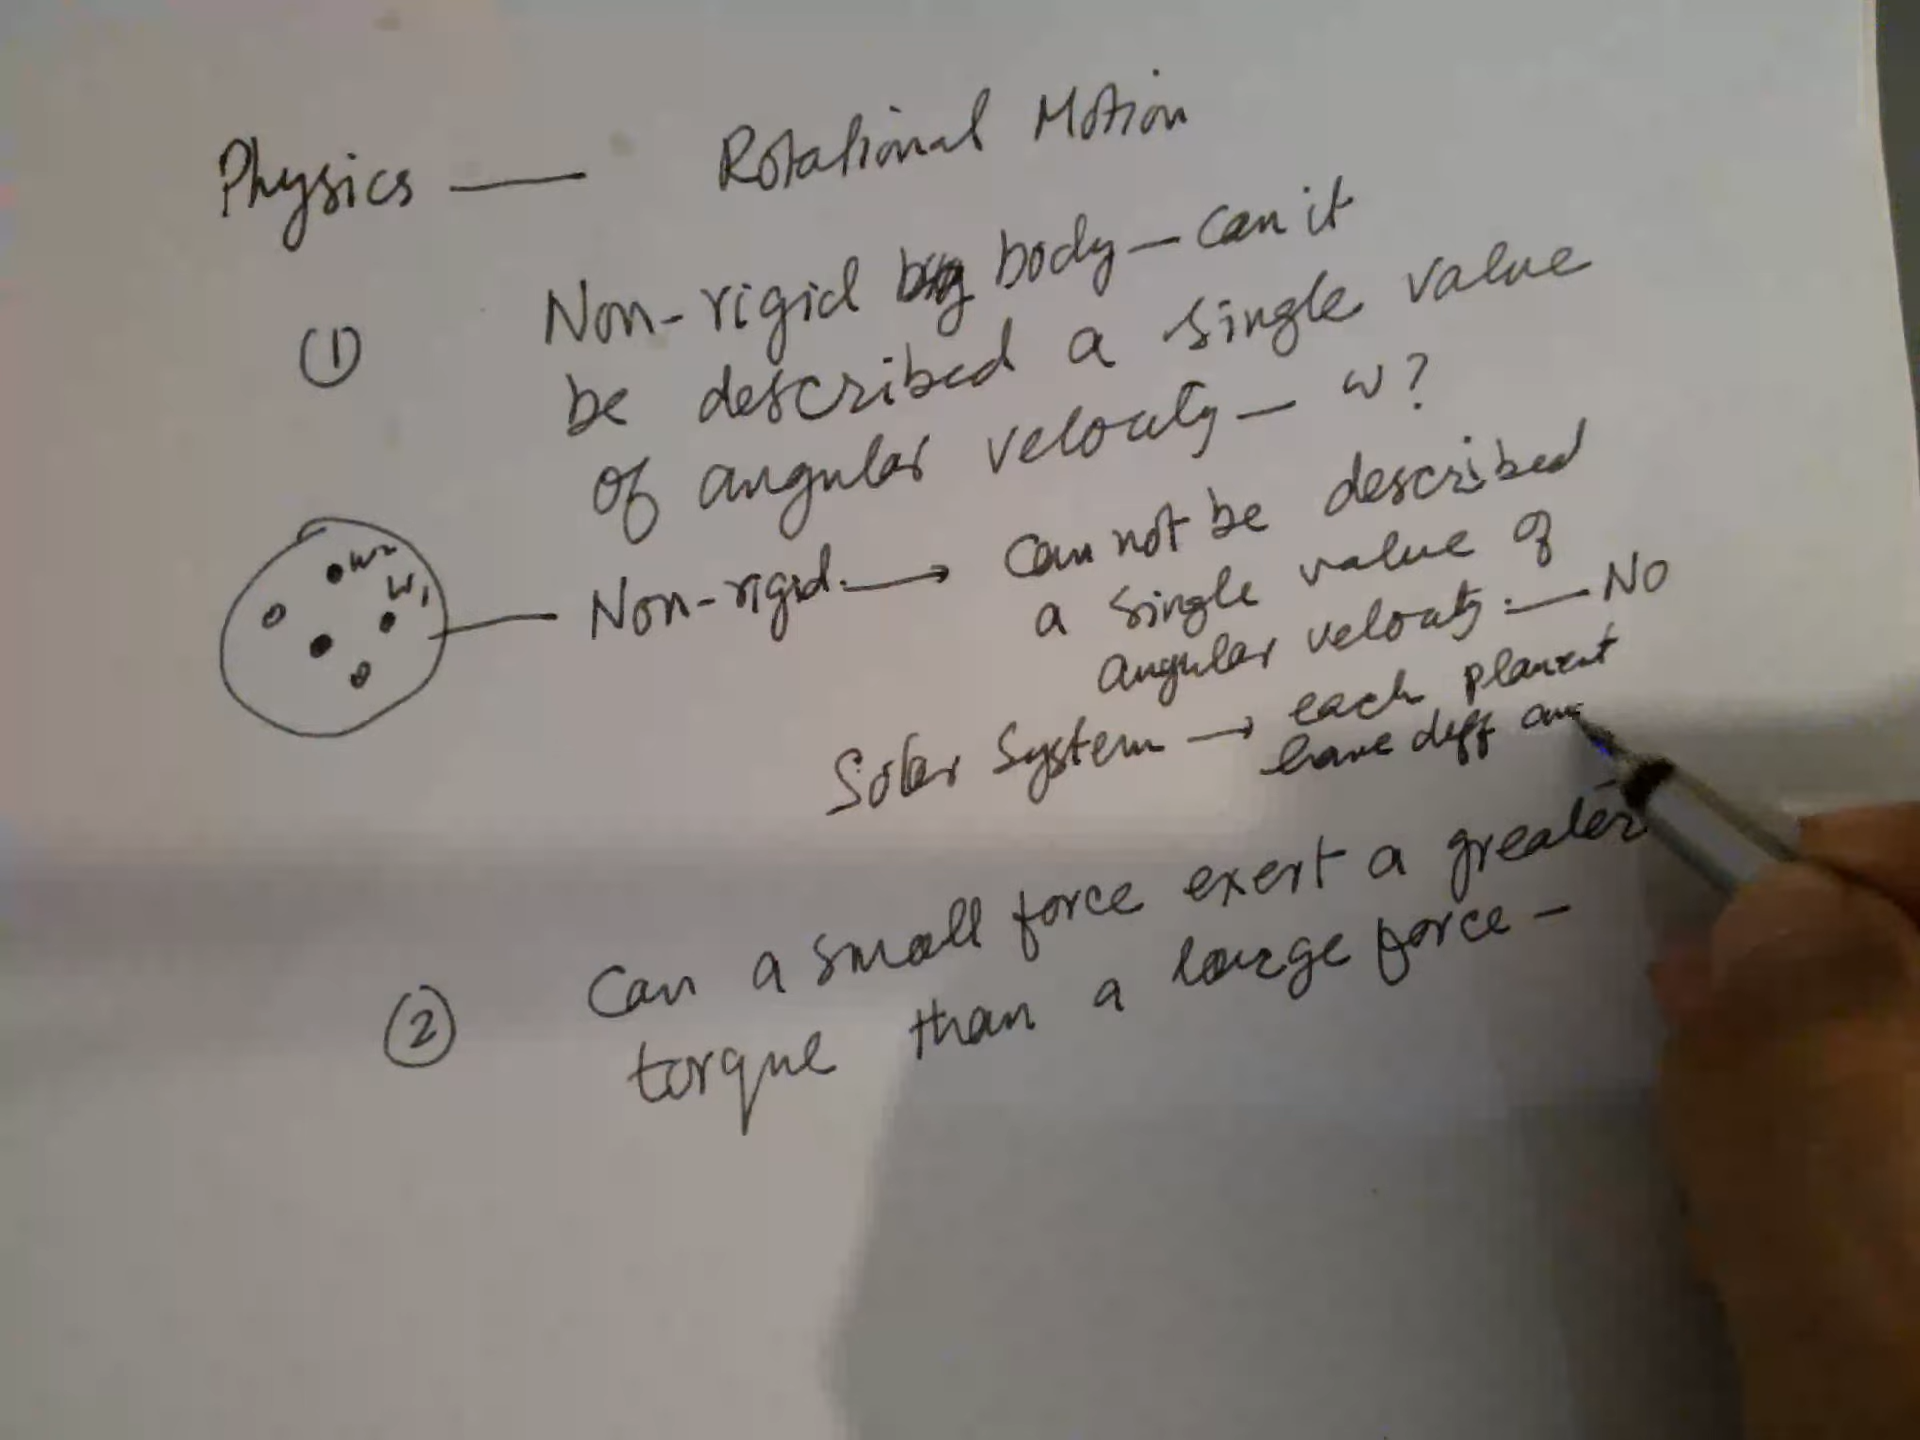 Physics — Rotational Motion
① Non-rigid body — can it
be described a single value
of angular velocity — w?
w2
w1
Non-rigid. → can not be described
a single value of
angular velocity. — NO
Solar System → each planet
have diff
② Can a small force exert a greater
torque than a large force —